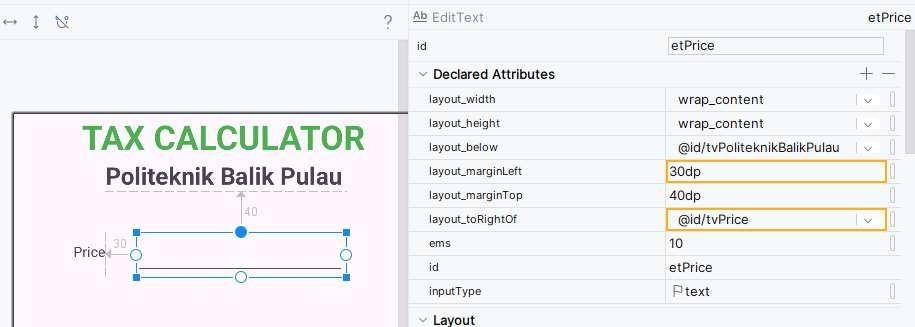 Ab EditText etPrice
?
id etPrice
Declared Attributes
layout_width wrap_content
layout_height wrap_content
layout_below @id/tvPoliteknikBalikPulau
layout_marginLeft 30dp
layout_marginTop 40dp
layout_toRightOf @id/tvPrice
ems 10
id etPrice
inputType text
Layout
TAX CALCULATOR
Politeknik Balik Pulau
40
Price 30